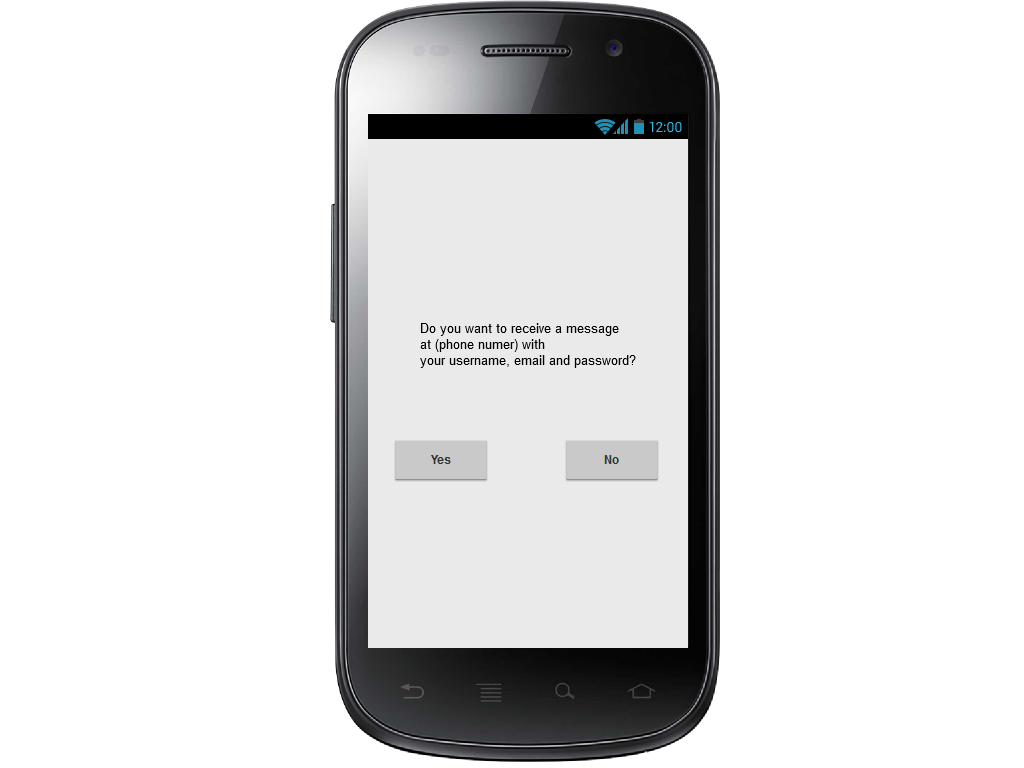 12:00
Do you want to receive a message
at (phone numer) with
your username, email and password?
Yes
No